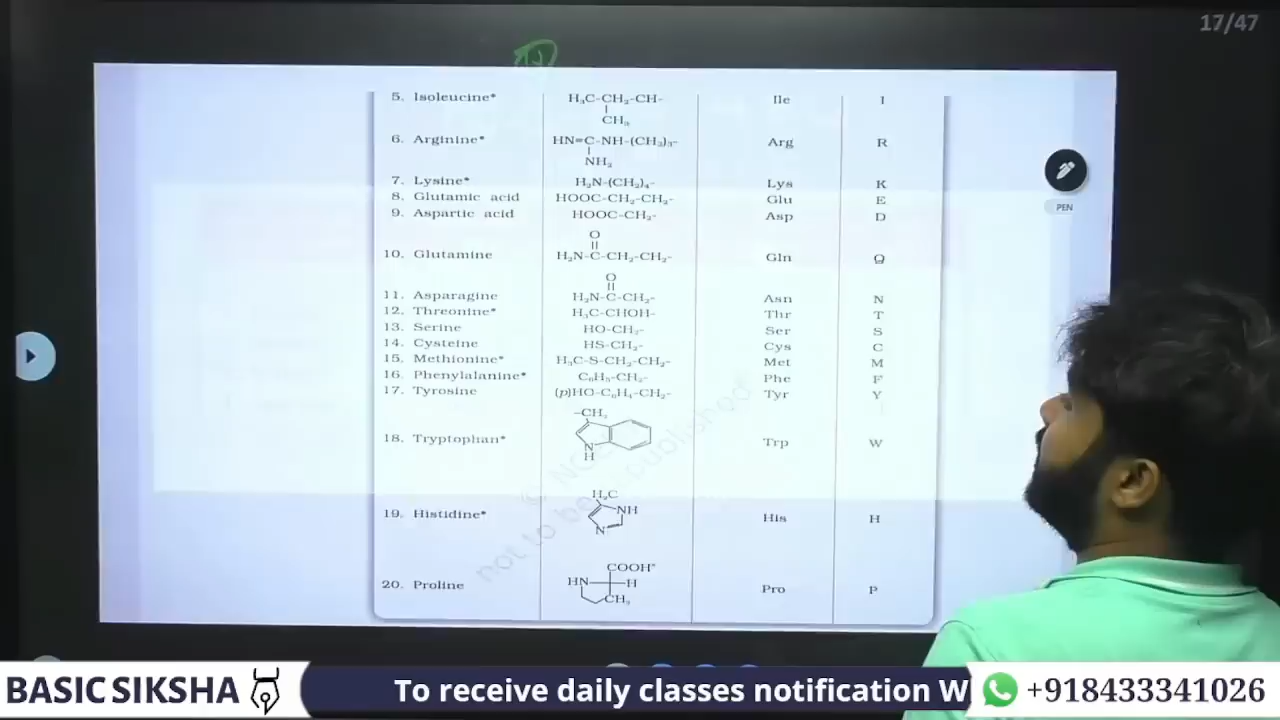 17/47
5. Isoleucine* H₃C-CH₂-CH- Ile I
|
CH₃
6. Arginine* HN=C-NH-(CH₂)₃- Arg R
|
NH₂
7. Lysine* H₂N-(CH₂)₄- Lys K
8. Glutamic acid HOOC-CH₂-CH₂- Glu E
9. Aspartic acid HOOC-CH₂- Asp D
O
||
10. Glutamine H₂N-C-CH₂-CH₂- Gln Q
O
||
11. Asparagine H₂N-C-CH₂- Asn N
12. Threonine* H₃C-CHOH- Thr T
13. Serine HO-CH₂- Ser S
14. Cysteine HS-CH₂- Cys C
15. Methionine* H₃C-S-CH₂-CH₂- Met M
16. Phenylalanine* C₆H₅-CH₂- Phe F
17. Tyrosine (p)HO-C₆H₄-CH₂- Tyr Y
-CH₂
18. Tryptophan* Trp W
N
H
H₂C
19. Histidine* NH His H
N
COOH*
20. Proline HN H Pro P
CH₂
not to be published
PEN
BASIC SIKSHA To receive daily classes notification W +918433341026